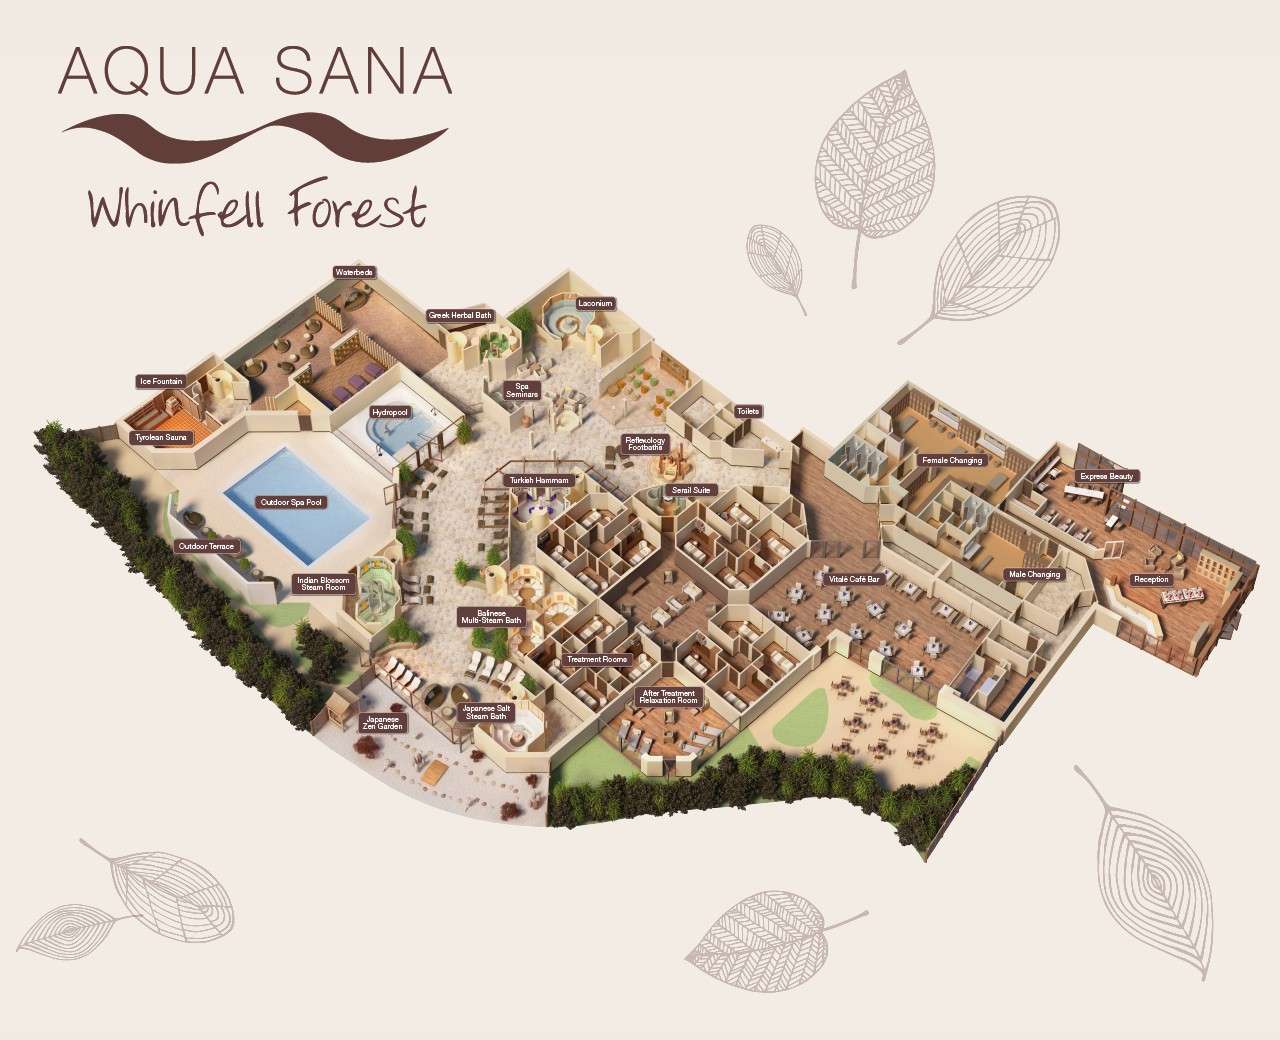 AQUA SANA
Whinfell Forest
Waterbeds
Laconium
Greek Herbal Bath
Ice Fountain
Spa
Seminars
Hydropool
Toilets
Tyrolean Sauna
Reflexology
Footbaths
Female Changing
Express Beauty
Turkish Hammam
Serail Suite
Outdoor Spa Pool
Outdoor Terrace
Indian Blossom
Steam Room
Vitalé Café Bar
Male Changing
Reception
Balinese
Multi-Steam Bath
Treatment Rooms
After Treatment
Relaxation Room
Japanese Salt
Steam Bath
Japanese
Zen Garden